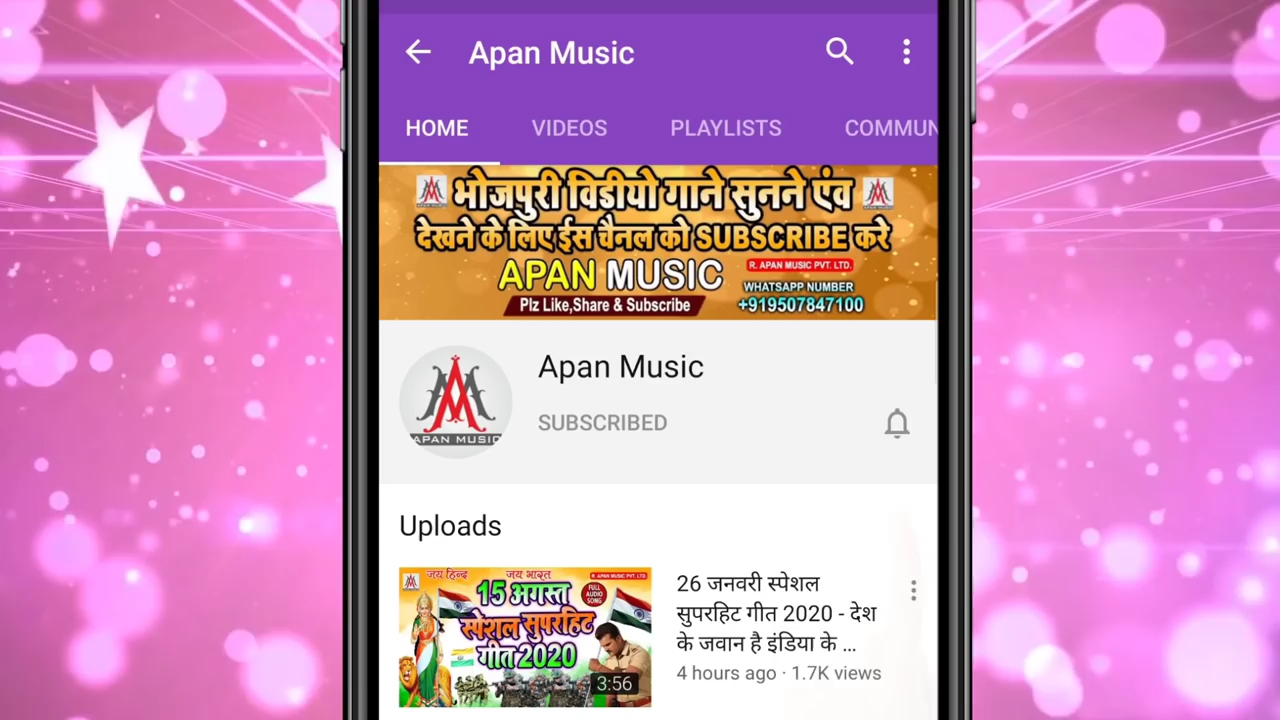 Apan Music
HOME VIDEOS PLAYLISTS COMMUN
भोजपुरी विडीयो गाने सुनने एंव
देखने के लिए ईस चैनल को SUBSCRIBE करे
APAN MUSIC
R. APAN MUSIC PVT. LTD.
Plz Like,Share & Subscribe
WHATSAPP NUMBER
+919507847100
Apan Music
SUBSCRIBED
APAN MUSIC
Uploads
जय हिन्द जय भारत
R. APAN MUSIC PVT. LTD
15 अगस्त
FULL
AUDIO
SONG
स्पेशल सुपरहिट
गीत 2020
3:56
26 जनवरी स्पेशल
सुपरहिट गीत 2020 - देश
के जवान है इंडिया के ...
4 hours ago · 1.7K views